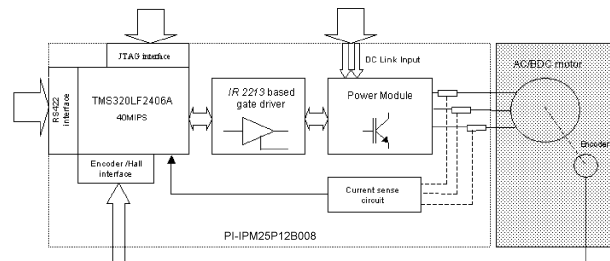 JTAG interface
DC Link Input
AC/BDC motor
RS422
interface
TMS320LF2406A
40MIPS
IR 2213 based
gate driver
Power Module
Encoder
Encoder /Hall
interface
Current sense
circuit
PI-IPM25P12B008